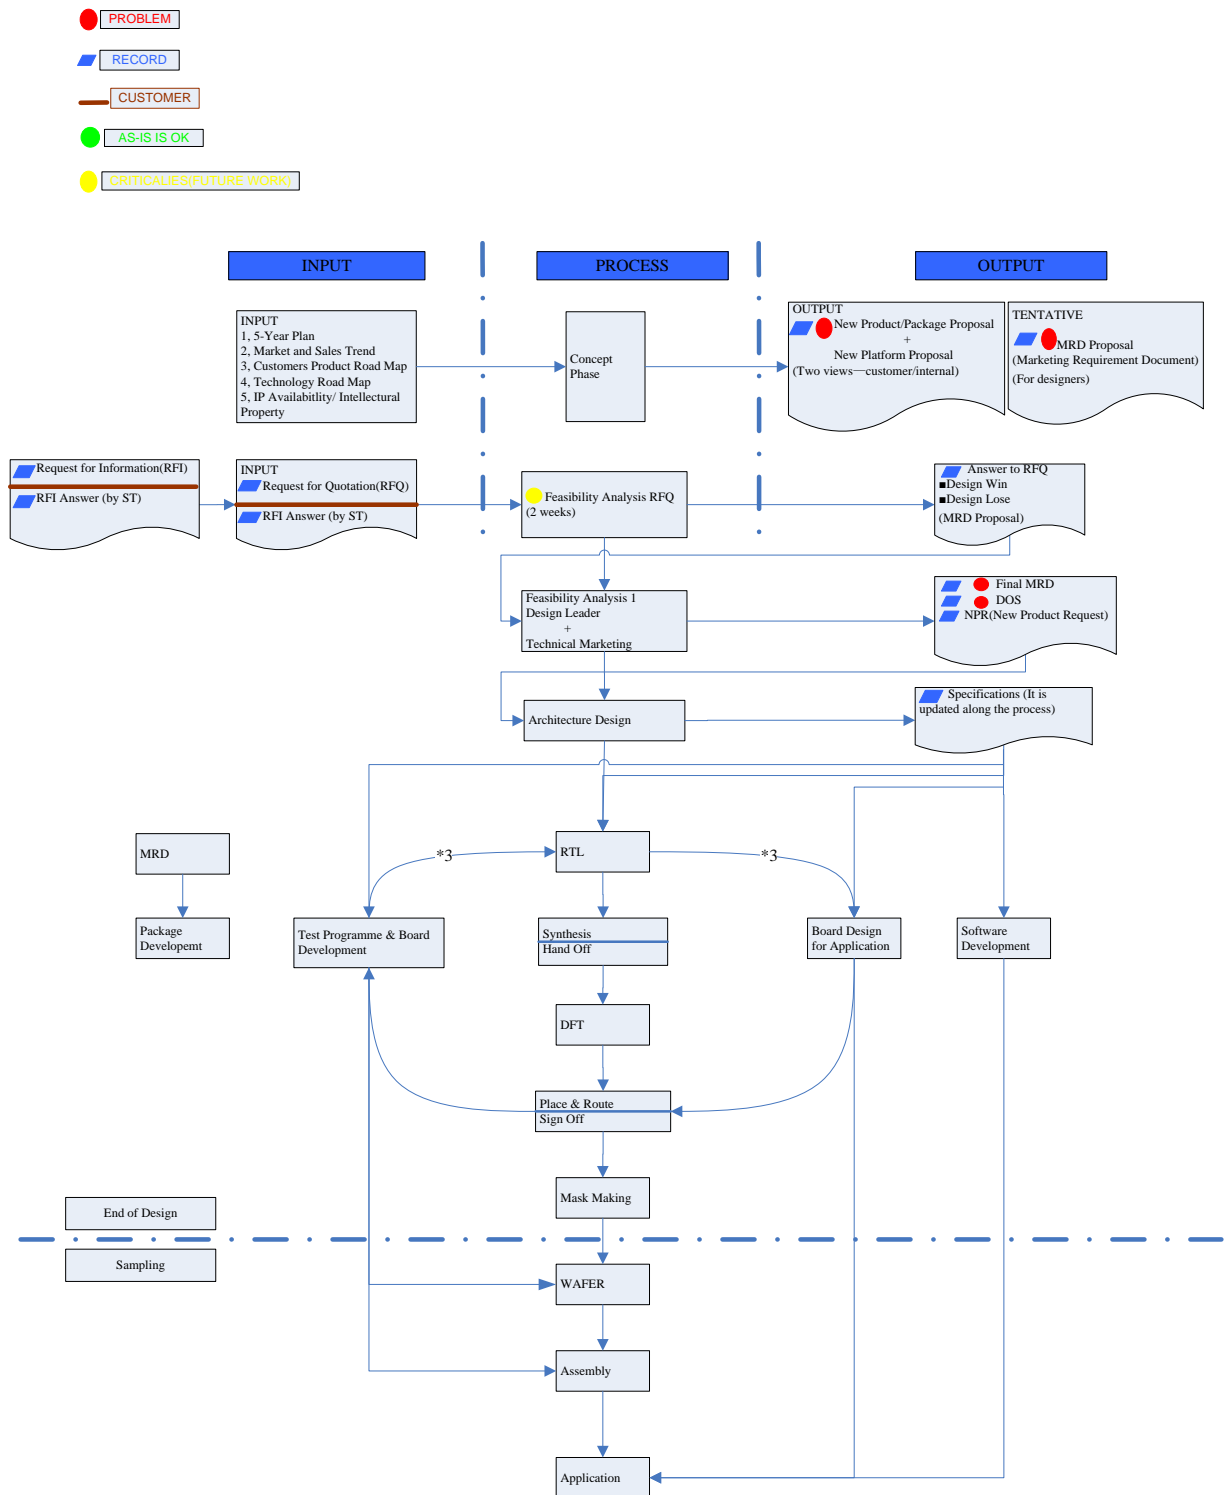 PROBLEM
RECORD
CUSTOMER
AS-IS IS OK
CRITICALIES(FUTURE WORK)
INPUT
PROCESS
OUTPUT
INPUT
1, 5-Year Plan
2, Market and Sales Trend
3, Customers Product Road Map
4, Technology Road Map
5, IP Availabitlity/ Intellectural
Property
Concept
Phase
OUTPUT
New Product/Package Proposal
+
New Platform Proposal
(Two views—customer/internal)
TENTATIVE
MRD Proposal
(Marketing Requirement Document)
(For designers)
Request for Information(RFI)
RFI Answer (by ST)
INPUT
Request for Quotation(RFQ)
RFI Answer (by ST)
Feasibility Analysis RFQ
(2 weeks)
Answer to RFQ
■Design Win
■Design Lose
(MRD Proposal)
Feasibility Analysis 1
Design Leader
+
Technical Marketing
Final MRD
DOS
NPR(New Product Request)
Architecture Design
Specifications (It is
updated along the process)
MRD
*3
RTL
*3
Package
Developemt
Test Programme & Board
Development
Synthesis
Hand Off
Board Design
for Application
Software
Development
DFT
Place & Route
Sign Off
Mask Making
End of Design
Sampling
WAFER
Assembly
Application